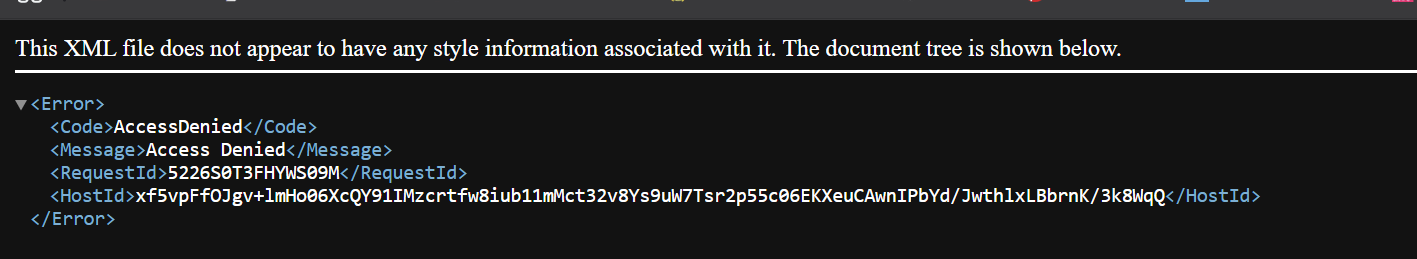 This XML file does not appear to have any style information associated with it. The document tree is shown below.
<Error>
<Code>AccessDenied</Code>
<Message>Access Denied</Message>
<RequestId>5226S0T3FHYWS09M</RequestId>
<HostId>xf5vpFfOJgv+lmHo06XcQY91IMzcrtfw8iub11mMct32v8Ys9uW7Tsr2p55c06EKXeuCAwnIPbYd/JwthlxLBbrnK/3k8WqQ</HostId>
</Error>